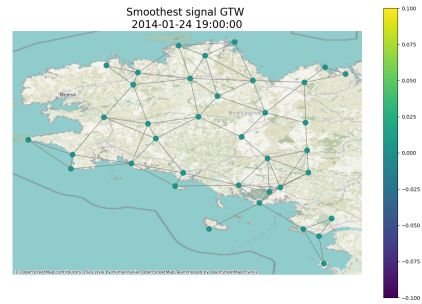 Smoothest signal GTW
2014-01-24 19:00:00
0.100
0.075
0.050
0.025
0.000
−0.025
−0.050
−0.075
−0.100
Brest
Bretagne
(C) OpenStreetMap contributors, Tiles style by Humanitarian OpenStreetMap Team hosted by OpenStreetMap France